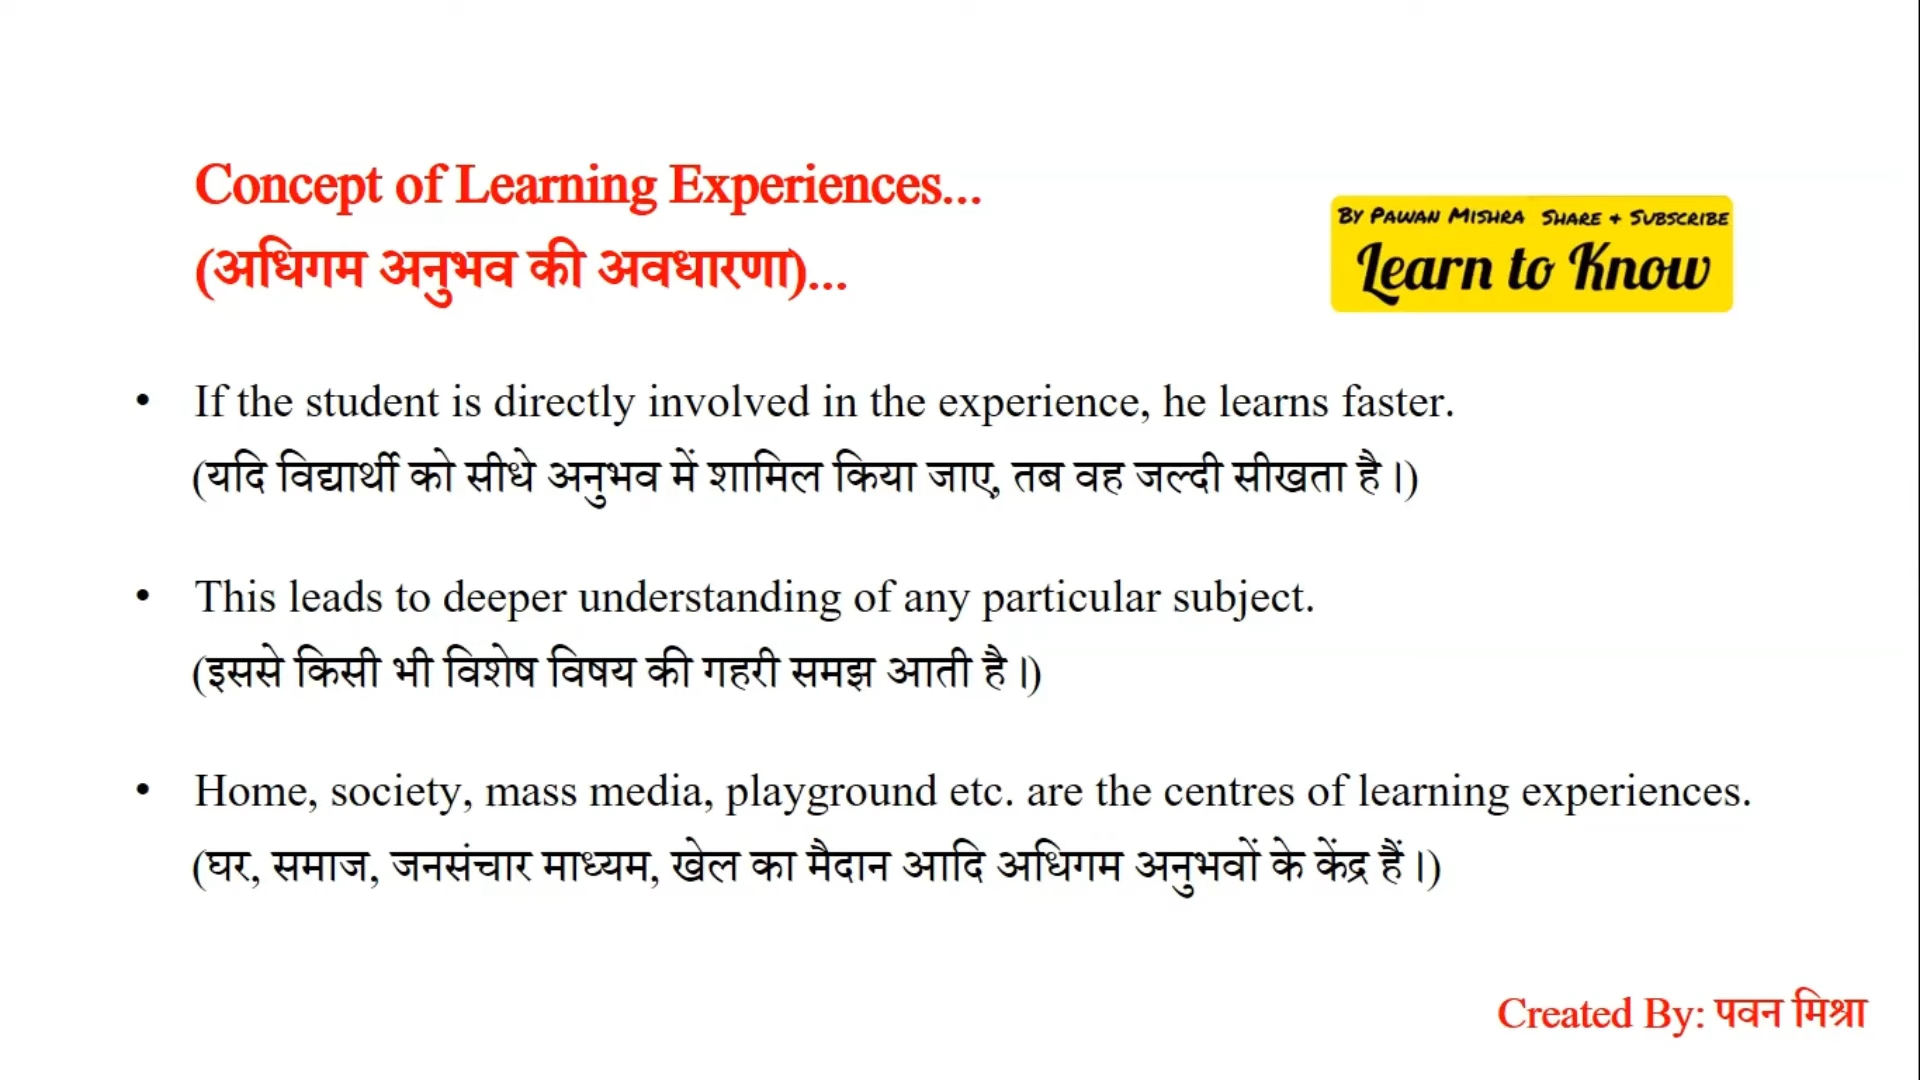 Concept of Learning Experiences...
(अधिगम अनुभव की अवधारणा)...
By Pawan Mishra Share + Subscribe
Learn to Know
• If the student is directly involved in the experience, he learns faster.
(यदि विद्यार्थी को सीधे अनुभव में शामिल किया जाए, तब वह जल्दी सीखता है।)
• This leads to deeper understanding of any particular subject.
(इससे किसी भी विशेष विषय की गहरी समझ आती है।)
• Home, society, mass media, playground etc. are the centres of learning experiences.
(घर, समाज, जनसंचार माध्यम, खेल का मैदान आदि अधिगम अनुभवों के केंद्र हैं।)
Created By: पवन मिश्रा